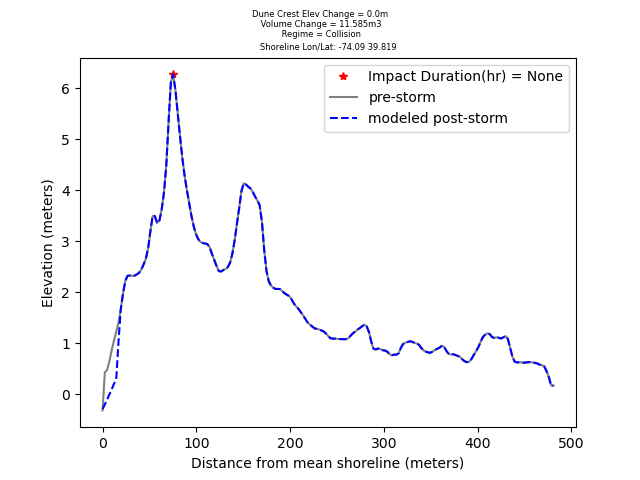 Dune Crest Elev Change = 0.0m
Volume Change = 11.585m3
Regime = Collision
Shoreline Lon/Lat: -74.09 39.819
Impact Duration(hr) = None
pre-storm
modeled post-storm
Elevation (meters)
6
5
4
3
2
1
0
0 100 200 300 400 500
Distance from mean shoreline (meters)